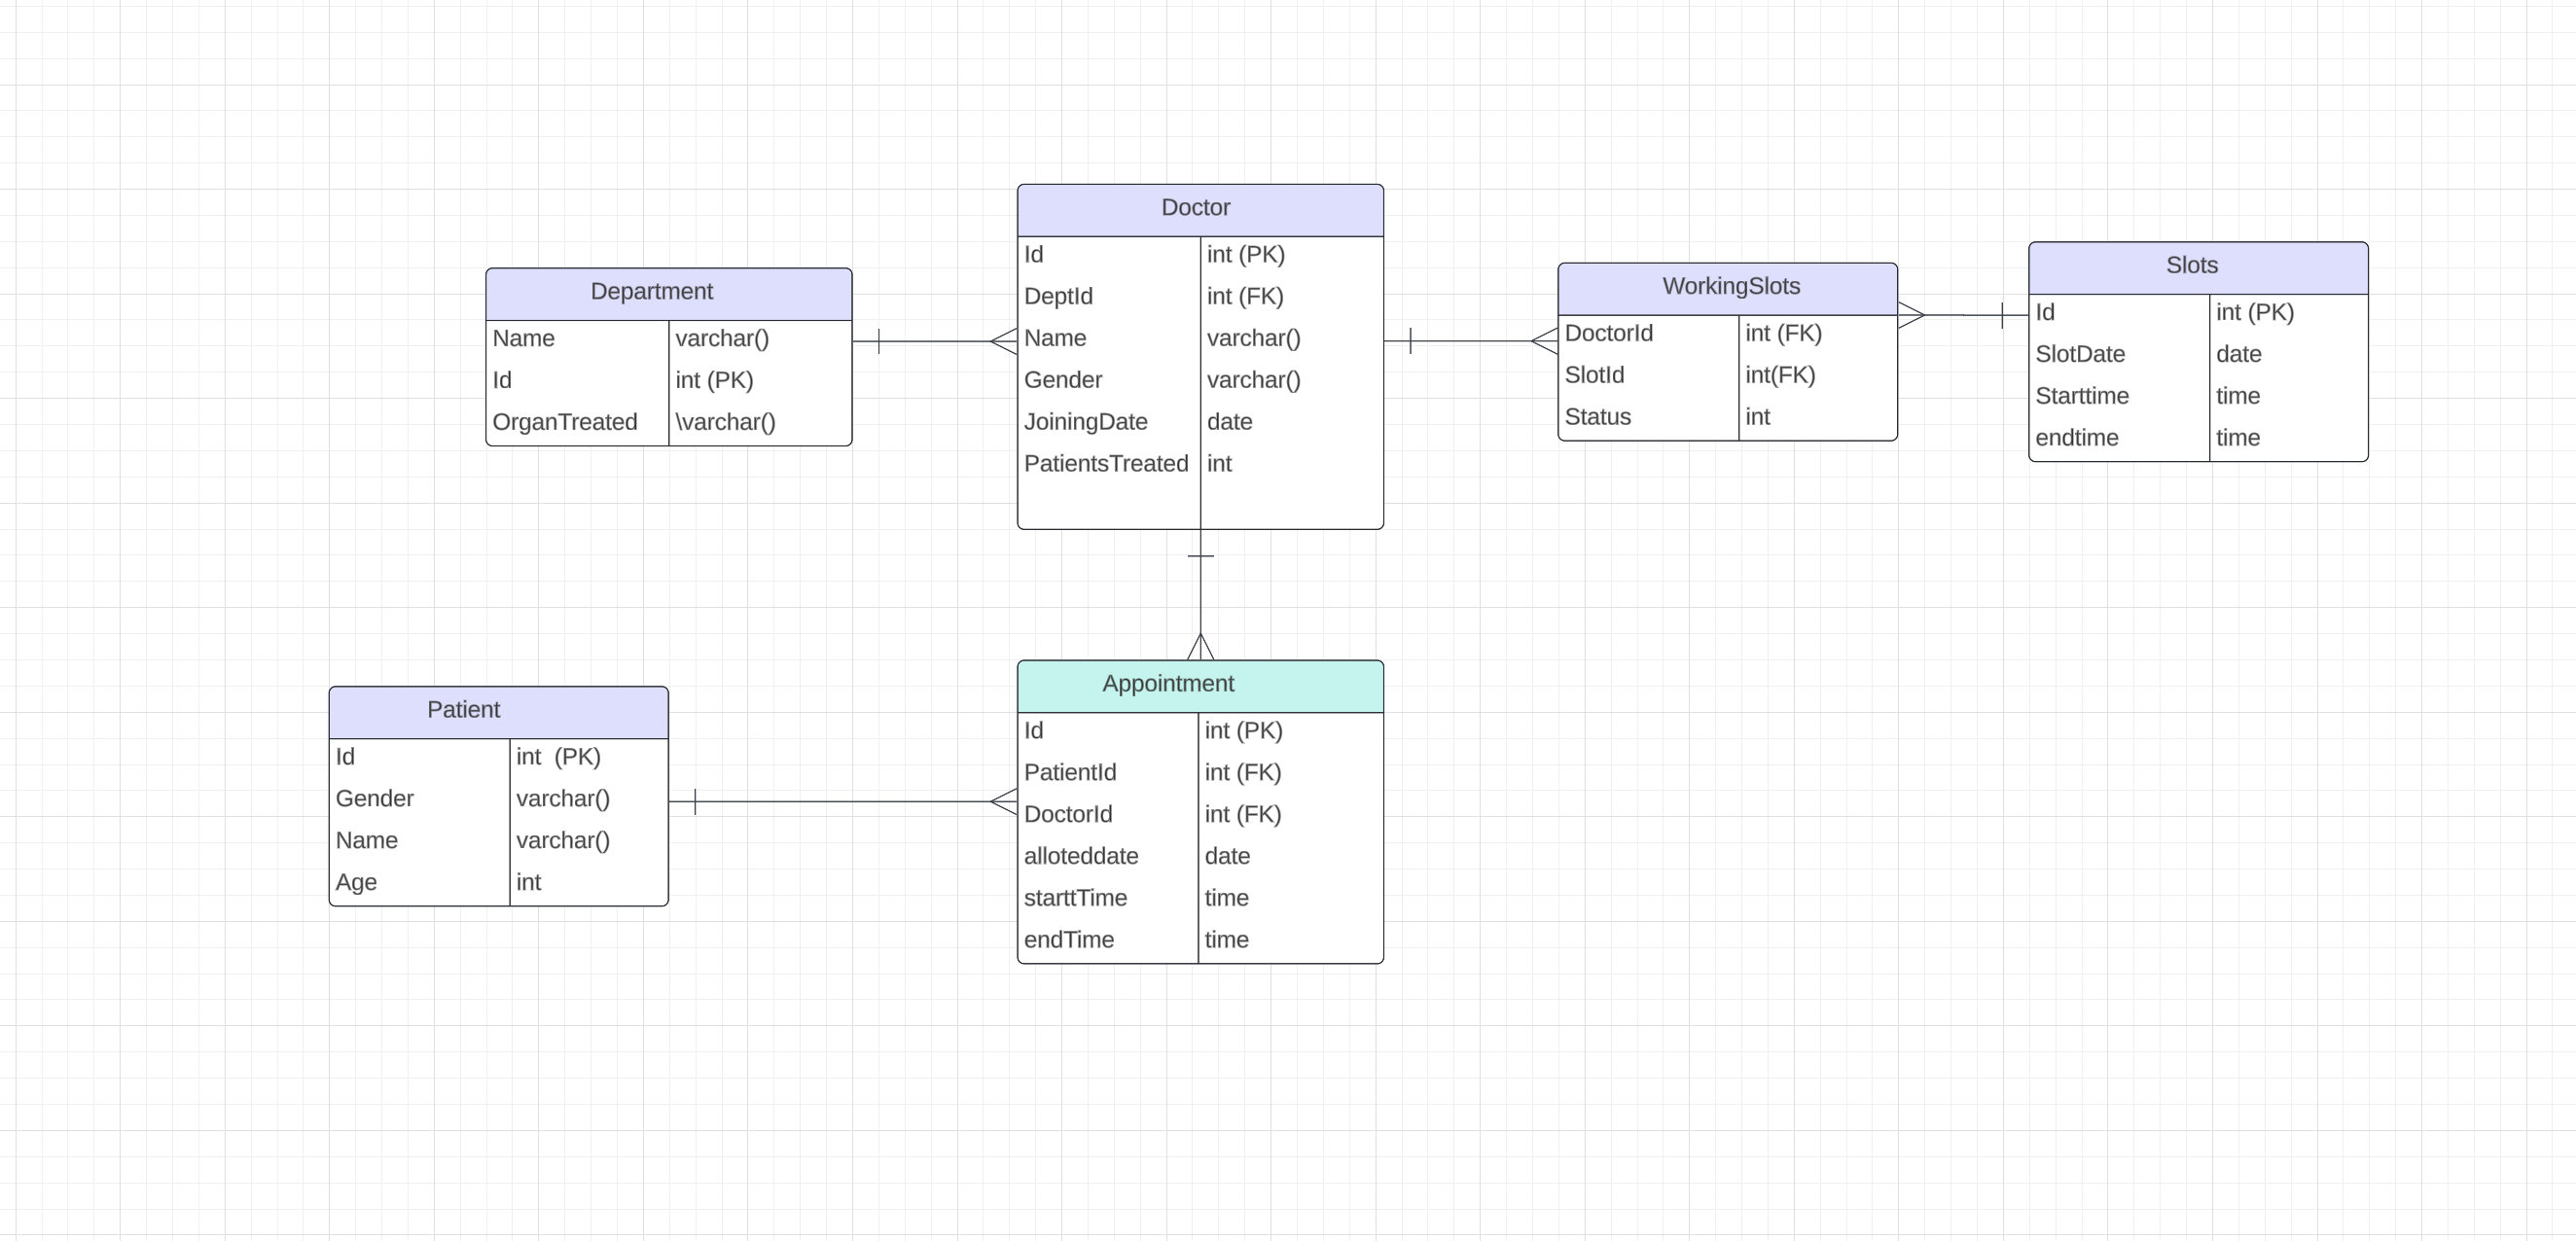 Doctor
Id int (PK)
DeptId int (FK)
Name varchar()
Gender varchar()
JoiningDate date
PatientsTreated int
Department
Name varchar()
Id int (PK)
OrganTreated \varchar()
WorkingSlots
DoctorId int (FK)
SlotId int(FK)
Status int
Slots
Id int (PK)
SlotDate date
Starttime time
endtime time
Patient
Id int (PK)
Gender varchar()
Name varchar()
Age int
Appointment
Id int (PK)
PatientId int (FK)
DoctorId int (FK)
alloteddate date
starttTime time
endTime time